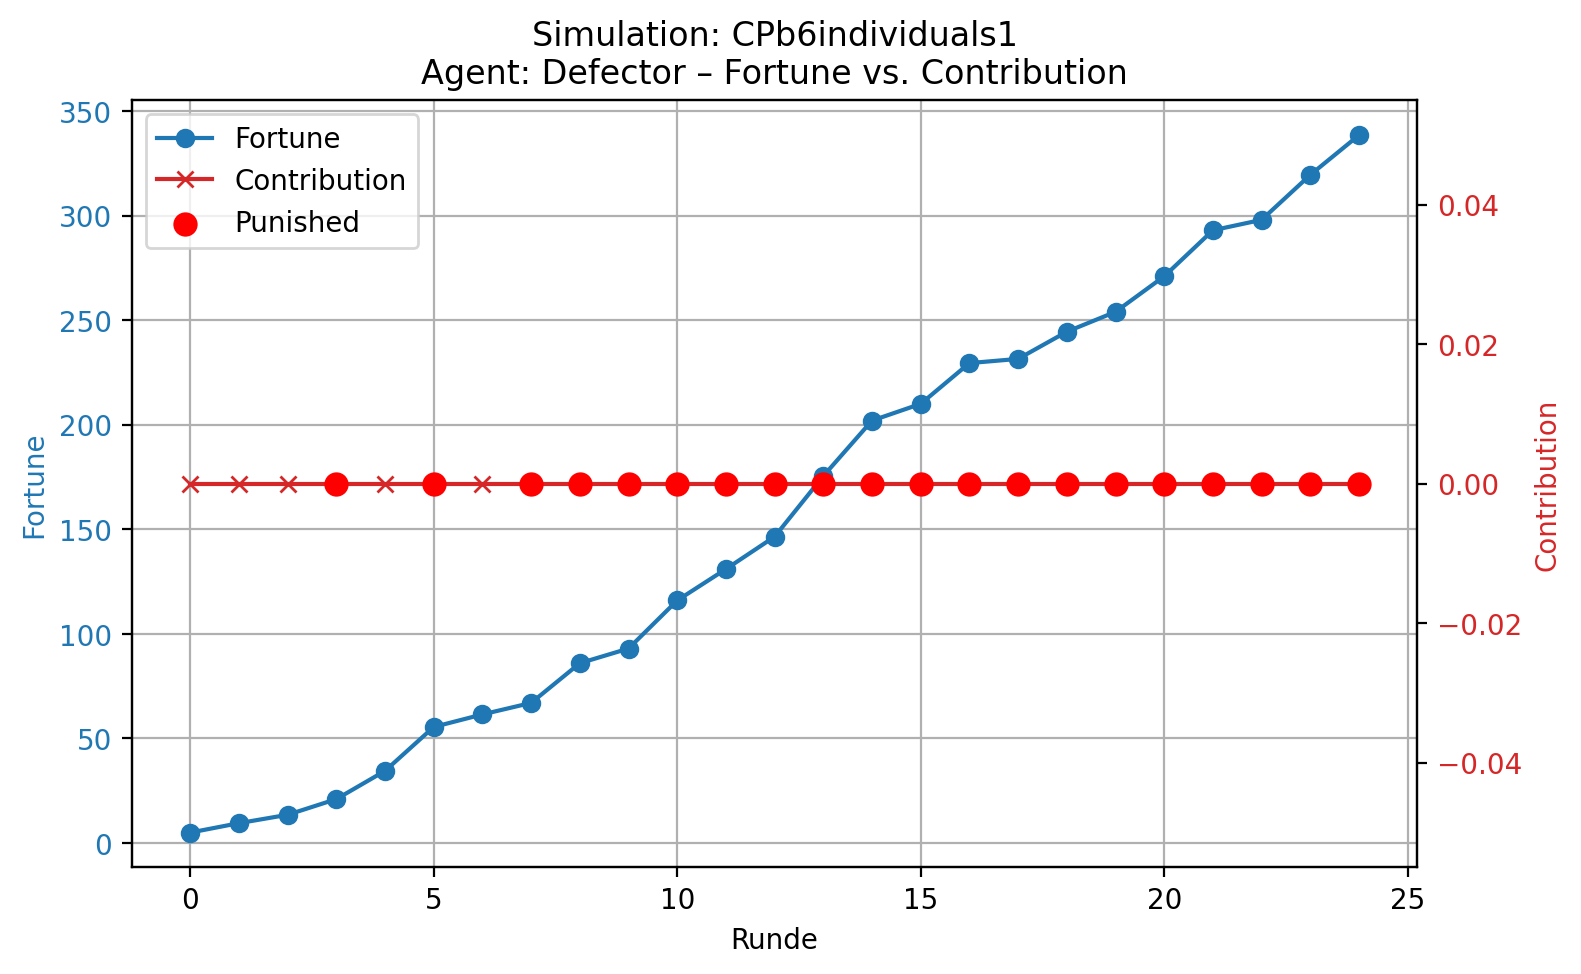 Simulation: CPb6individuals1
Agent: Defector – Fortune vs. Contribution
Fortune
Contribution
Punished
350
300
250
200
150
100
50
0
Fortune
0.04
0.02
0.00
−0.02
−0.04
Contribution
0 5 10 15 20 25
Runde